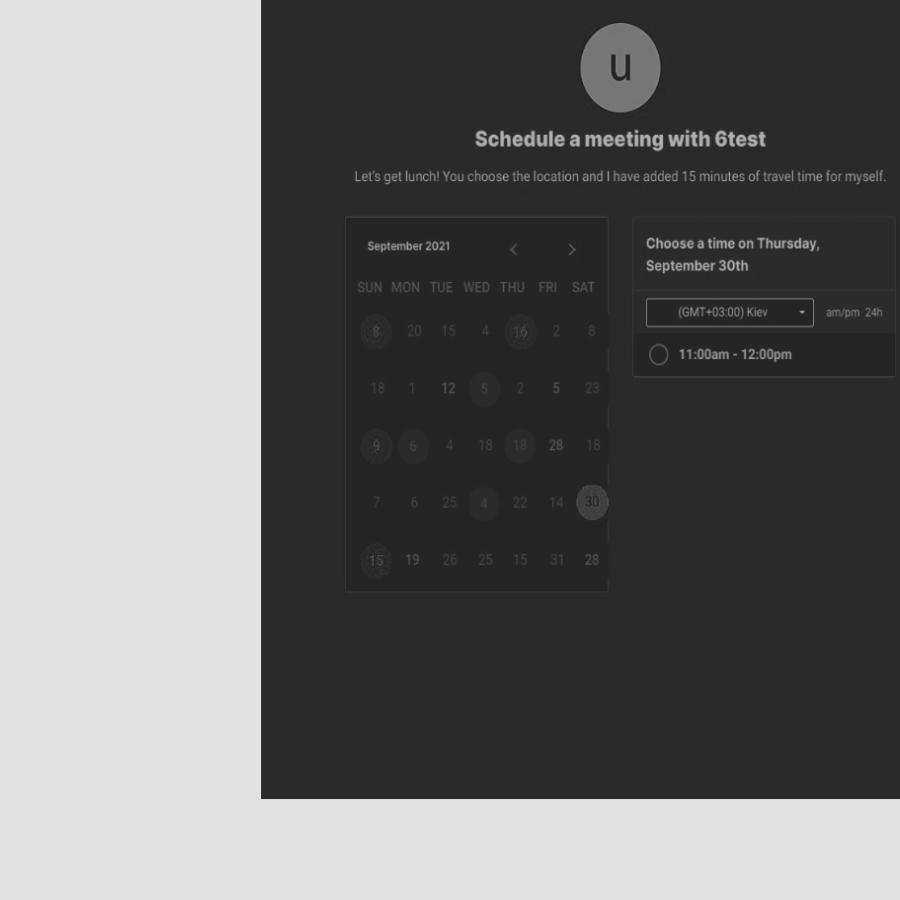 u
Schedule a meeting with 6test
Let's get lunch! You choose the location and I have added 15 minutes of travel time for myself.
September 2021
SUN MON TUE WED THU FRI SAT
8 20 15 4 16 2 8
18 1 12 5 2 5 23
9 6 4 18 18 28 18
7 6 25 4 22 14 30
15 19 26 25 15 31 28
Choose a time on Thursday,
September 30th
(GMT+03:00) Kiev am/pm 24h
11:00am - 12:00pm